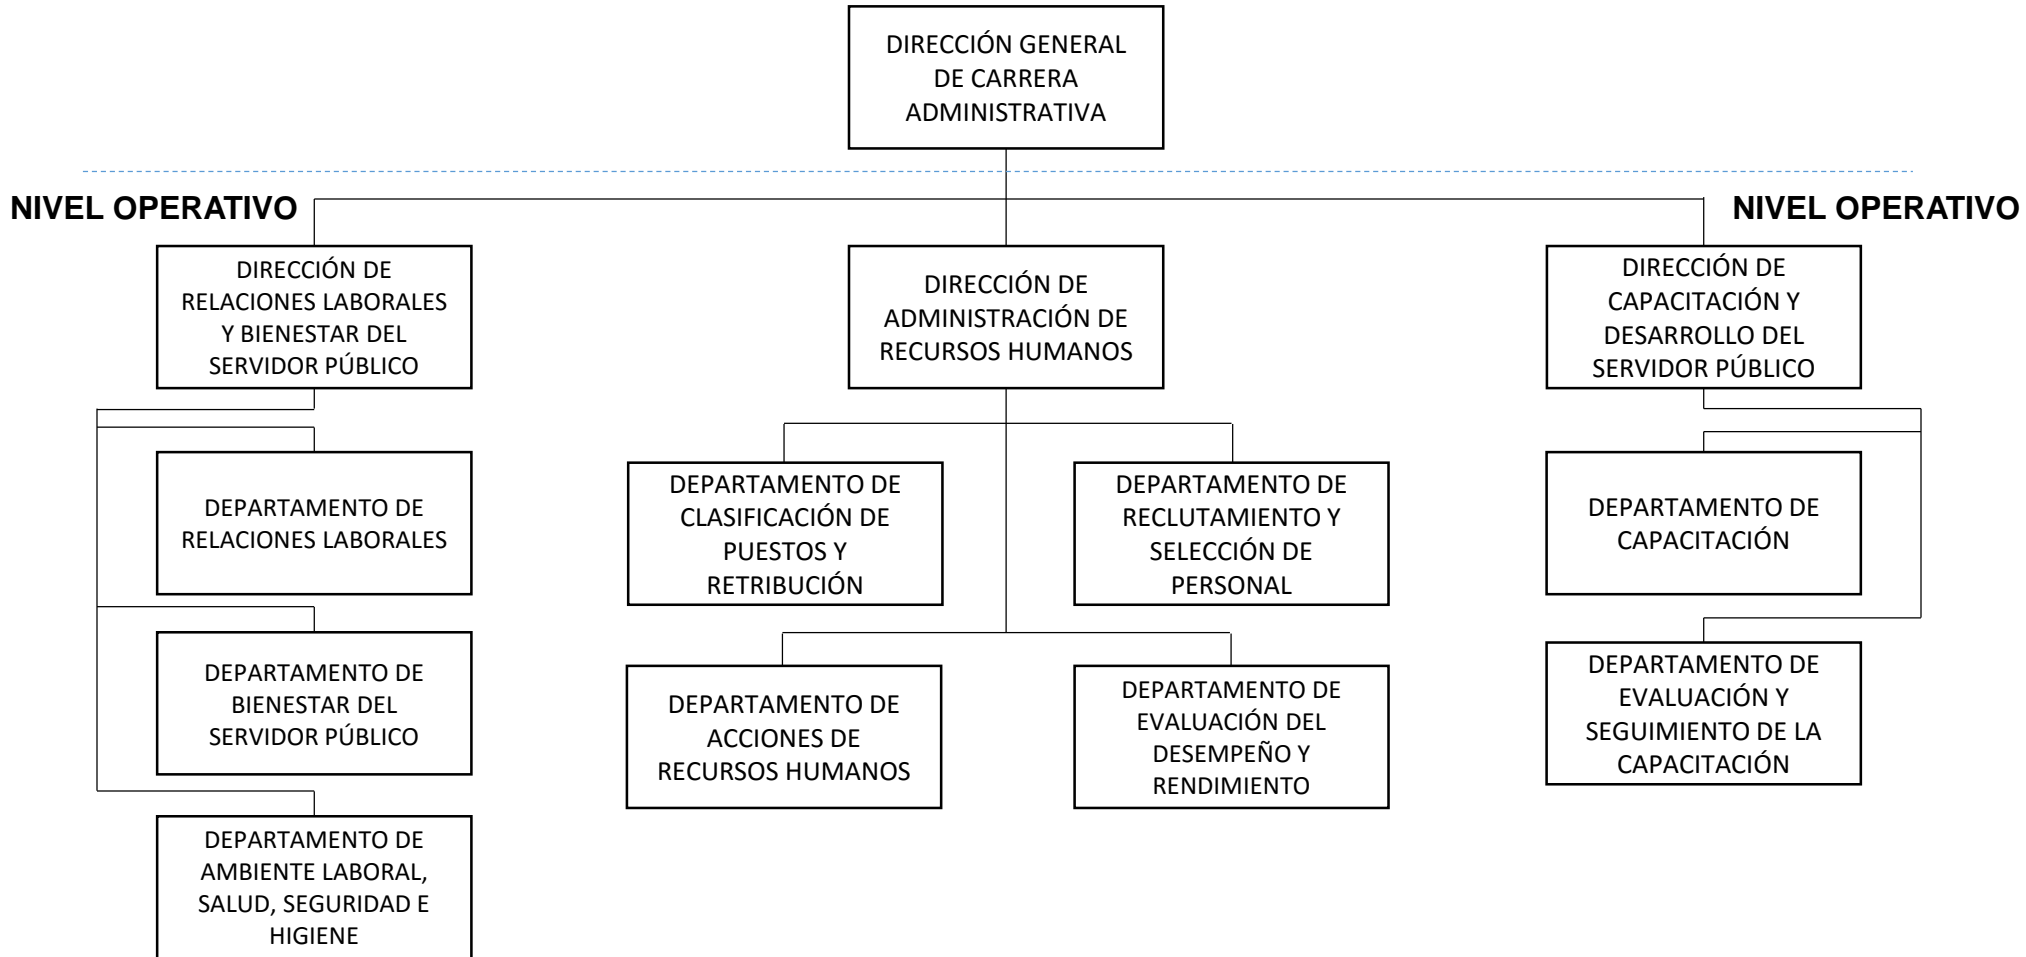 DIRECCIÓN GENERAL
DE CARRERA
ADMINISTRATIVA
NIVEL OPERATIVO
NIVEL OPERATIVO
DIRECCIÓN DE
RELACIONES LABORALES
Y BIENESTAR DEL
SERVIDOR PÚBLICO
DIRECCIÓN DE
ADMINISTRACIÓN DE
RECURSOS HUMANOS
DIRECCIÓN DE
CAPACITACIÓN Y
DESARROLLO DEL
SERVIDOR PÚBLICO
DEPARTAMENTO DE
RELACIONES LABORALES
DEPARTAMENTO DE
CLASIFICACIÓN DE
PUESTOS Y
RETRIBUCIÓN
DEPARTAMENTO DE
RECLUTAMIENTO Y
SELECCIÓN DE
PERSONAL
DEPARTAMENTO DE
CAPACITACIÓN
DEPARTAMENTO DE
BIENESTAR DEL
SERVIDOR PÚBLICO
DEPARTAMENTO DE
ACCIONES DE
RECURSOS HUMANOS
DEPARTAMENTO DE
EVALUACIÓN DEL
DESEMPEÑO Y
RENDIMIENTO
DEPARTAMENTO DE
EVALUACIÓN Y
SEGUIMIENTO DE LA
CAPACITACIÓN
DEPARTAMENTO DE
AMBIENTE LABORAL,
SALUD, SEGURIDAD E
HIGIENE